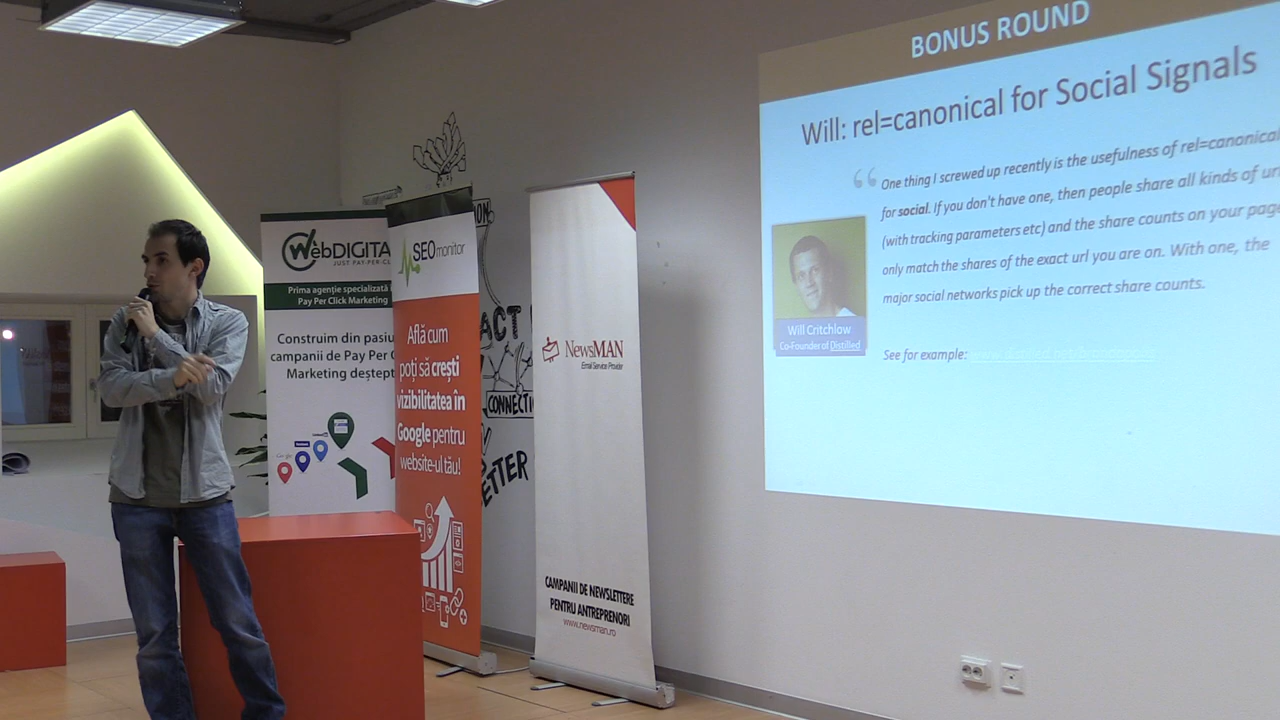 BONUS ROUND
Will: rel=canonical for Social Signals
One thing I screwed up recently is the usefulness of rel=canonical
for social. If you don't have one, then people share all kinds of
(with tracking parameters etc) and the share counts on your
only match the shares of the exact url you are on. With one, the
major social networks pick up the correct share counts.
Will Critchlow
Co-Founder of Distilled
See for example:
WebDIGITA
JUST PAY-PER-CL
Prima agenție specializată
Pay Per Click Marketing
Construim din pasiu
campanii de Pay Per C
Marketing deștept
Google
SEOmonitor
Află cum
poți să crești
vizibilitatea în
Google pentru
website-ul tău!
ACT
CONNECTI
ETTER
NewsMAN
Email Service Provider
CAMPANII DE NEWSLETTERE
PENTRU ANTREPRENORI
www.newsman.ro